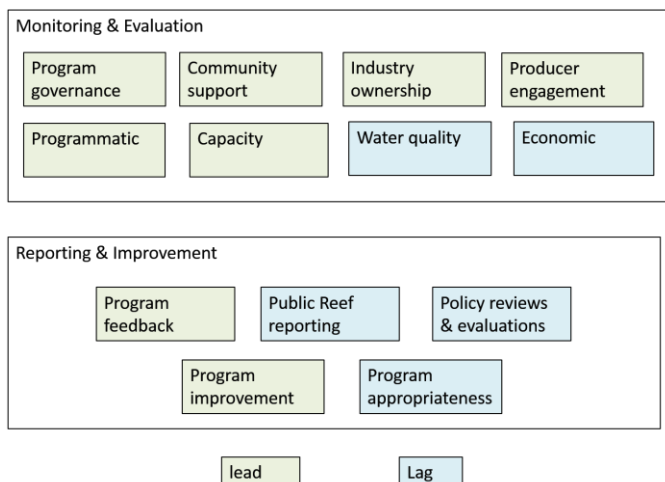 Monitoring & Evaluation
Program
governance
Community
support
Industry
ownership
Producer
engagement
Programmatic
Capacity
Water quality
Economic
Reporting & Improvement
Program
feedback
Public Reef
reporting
Policy reviews
& evaluations
Program
improvement
Program
appropriateness
lead
Lag